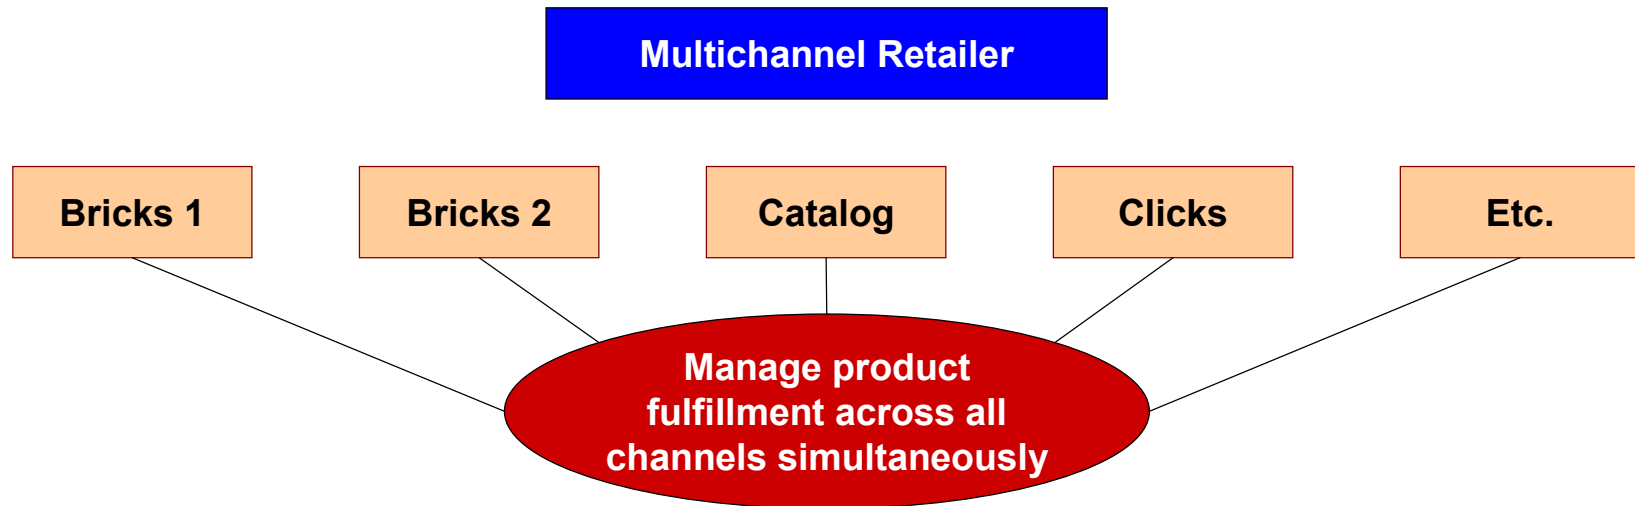 Multichannel Retailer
Bricks 1
Bricks 2
Catalog
Clicks
Etc.
Manage product
fulfillment across all
channels simultaneously